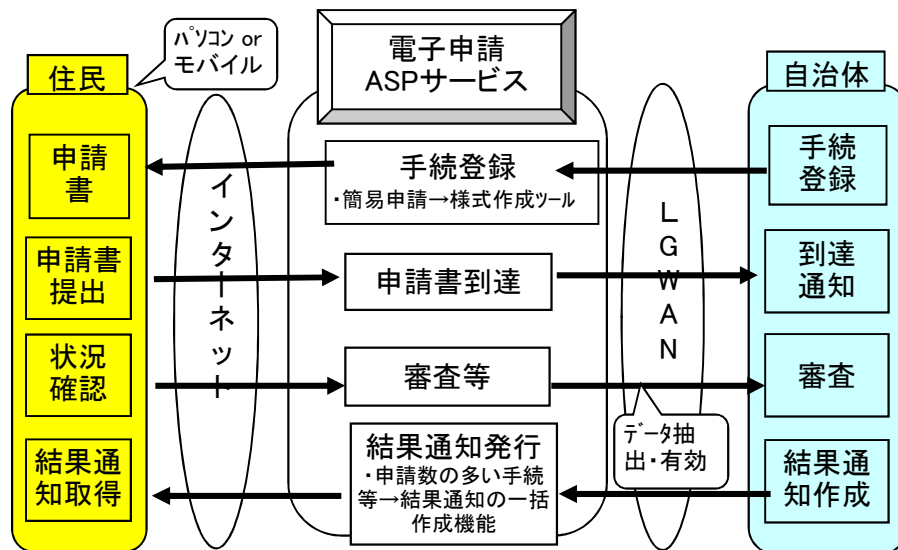 ﾊﾟｿｺﾝ or
モバイル
電子申請
ASPサービス
住民
自治体
申請
書
手続登録
・簡易申請→様式作成ﾂｰﾙ
手続
登録
インターネット
LGWAN
申請書
提出
申請書到達
到達
通知
状況
確認
審査等
審査
ﾃﾞｰﾀ抽
出・有効
結果通
知取得
結果通知発行
・申請数の多い手続
等→結果通知の一括
作成機能
結果通
知作成